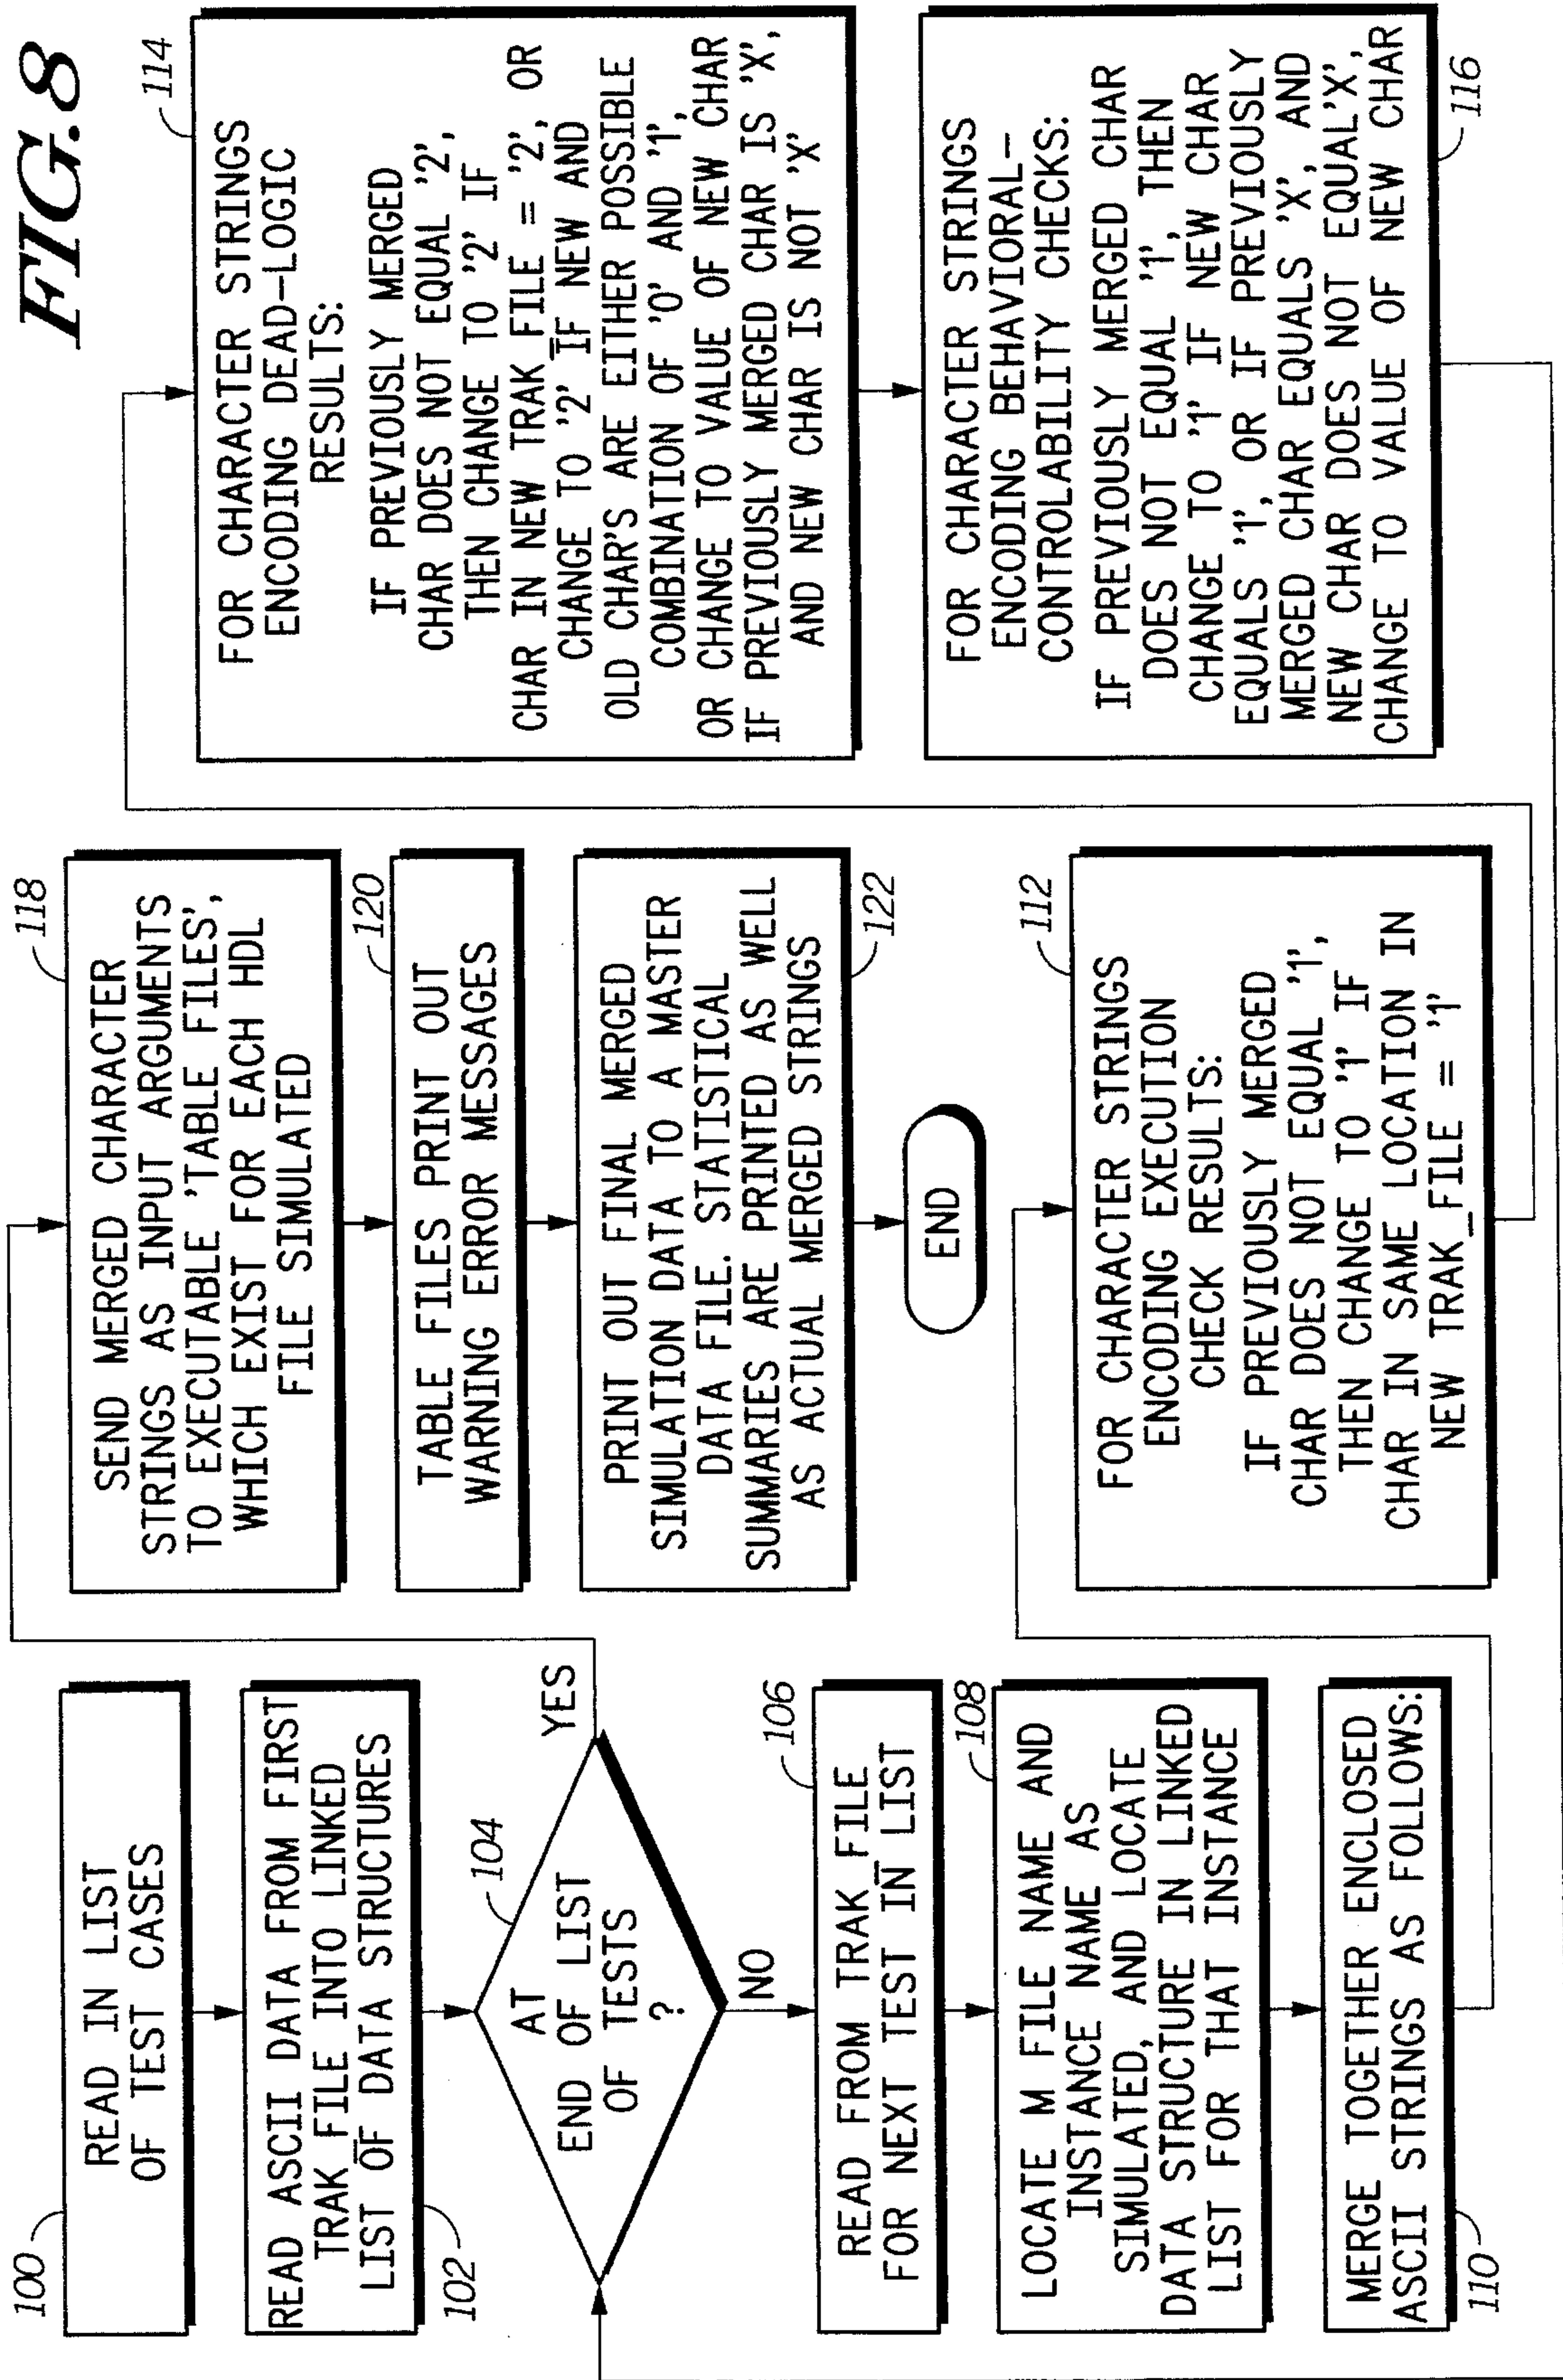 FIG.8
100
READ IN LIST
OF TEST CASES
READ ASCII DATA FROM FIRST
TRAK_FILE INTO LINKED
LIST OF DATA STRUCTURES
102
104
AT
END OF LIST
OF TESTS
?
YES
NO
106
READ FROM TRAK_FILE
FOR NEXT TEST IN LIST
108
LOCATE M FILE NAME AND
INSTANCE NAME AS
SIMULATED, AND LOCATE
DATA STRUCTURE IN LINKED
LIST FOR THAT INSTANCE
MERGE TOGETHER ENCLOSED
ASCII STRINGS AS FOLLOWS:
110
118
SEND MERGED CHARACTER
STRINGS AS INPUT ARGUMENTS
TO EXECUTABLE 'TABLE FILES',
WHICH EXIST FOR EACH HDL
FILE SIMULATED
120
TABLE FILES PRINT OUT
WARNING ERROR MESSAGES
PRINT OUT FINAL MERGED
SIMULATION DATA TO A MASTER
DATA FILE. STATISTICAL
SUMMARIES ARE PRINTED AS WELL
AS ACTUAL MERGED STRINGS
122
END
112
FOR CHARACTER STRINGS
ENCODING EXECUTION
CHECK RESULTS:
IF PREVIOUSLY MERGED
CHAR DOES NOT EQUAL '1',
THEN CHANGE TO '1' IF
CHAR IN SAME LOCATION IN
NEW TRAK_FILE = '1'
114
FOR CHARACTER STRINGS
ENCODING DEAD-LOGIC
RESULTS:
IF PREVIOUSLY MERGED
CHAR DOES NOT EQUAL '2',
THEN CHANGE TO '2' IF
CHAR IN NEW TRAK_FILE = '2', OR
CHANGE TO '2' IF NEW AND
OLD CHAR'S ARE EITHER POSSIBLE
COMBINATION OF '0' AND '1',
OR CHANGE TO VALUE OF NEW CHAR
IF PREVIOUSLY MERGED CHAR IS 'X',
AND NEW CHAR IS NOT 'X'
FOR CHARACTER STRINGS
ENCODING BEHAVIORAL-
CONTROLABILITY CHECKS:
IF PREVIOUSLY MERGED CHAR
DOES NOT EQUAL '1', THEN
CHANGE TO '1' IF NEW CHAR
EQUALS '1', OR IF PREVIOUSLY
MERGED CHAR EQUALS 'X', AND
NEW CHAR DOES NOT EQUAL'X',
CHANGE TO VALUE OF NEW CHAR
116